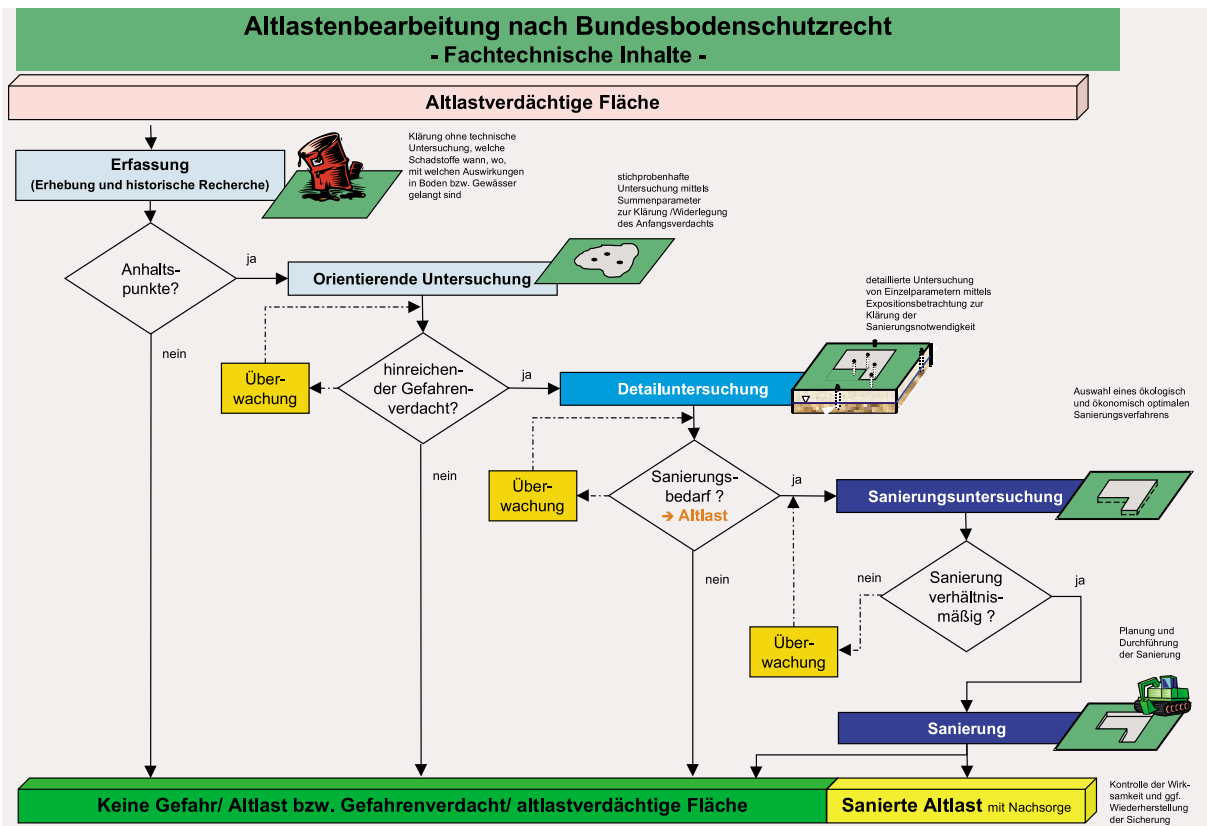 Altlastenbearbeitung nach Bundesbodenschutzrecht
- Fachtechnische Inhalte -
Altlastverdächtige Fläche
Erfassung
(Erhebung und historische Recherche)
Klärung ohne technische
Untersuchung, welche
Schadstoffe wann, wo,
mit welchen Auswirkungen
in Boden bzw. Gewässer
gelangt sind
Anhalts-
punkte?
ja
nein
Orientierende Untersuchung
stichprobenhafte
Untersuchung mittels
Summenparameter
zur Klärung /Widerlegung
des Anfangsverdachts
Über-
wachung
hinreichen-
der Gefahren-
verdacht?
ja
nein
Detailuntersuchung
detaillierte Untersuchung
von Einzelparametern mittels
Expositionsbetrachtung zur
Klärung der
Sanierungsnotwendigkeit
Über-
wachung
Sanierungs-
bedarf ?
➔ Altlast
ja
nein
Sanierungsuntersuchung
Auswahl eines ökologisch
und ökonomisch optimalen
Sanierungsverfahrens
nein
Sanierung
verhältnis-
mäßig ?
ja
Über-
wachung
Planung und
Durchführung
der Sanierung
Sanierung
Keine Gefahr/ Altlast bzw. Gefahrenverdacht/ altlastverdächtige Fläche
Sanierte Altlast mit Nachsorge
Kontrolle der Wirk-
samkeit und ggf.
Wiederherstellung
der Sicherung